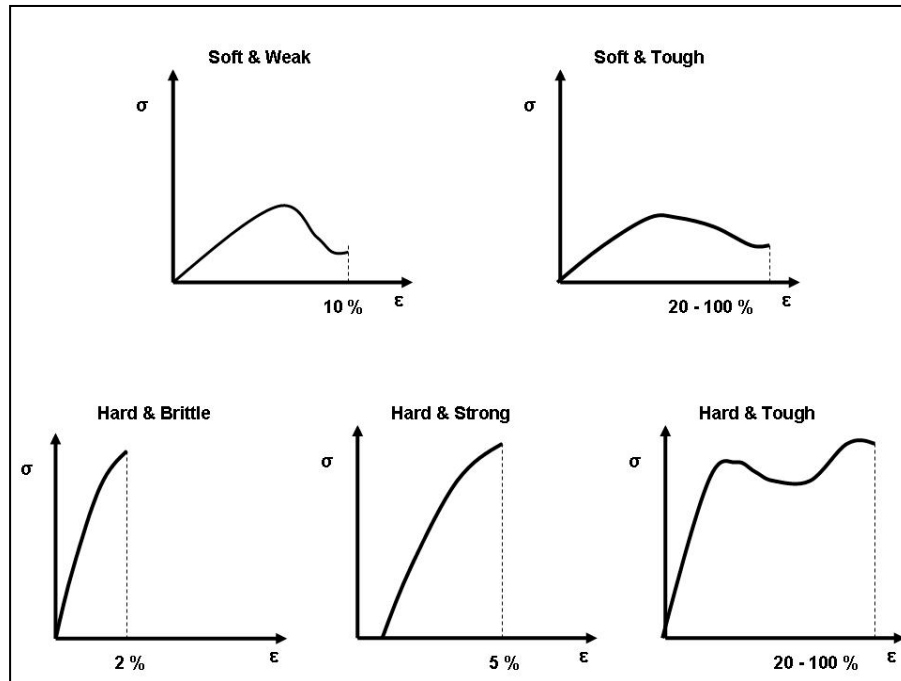 Soft & Weak
σ
10 %
ε
Soft & Tough
σ
20 - 100 %
ε
Hard & Brittle
σ
2 %
ε
Hard & Strong
σ
5 %
ε
Hard & Tough
σ
20 - 100 %
ε